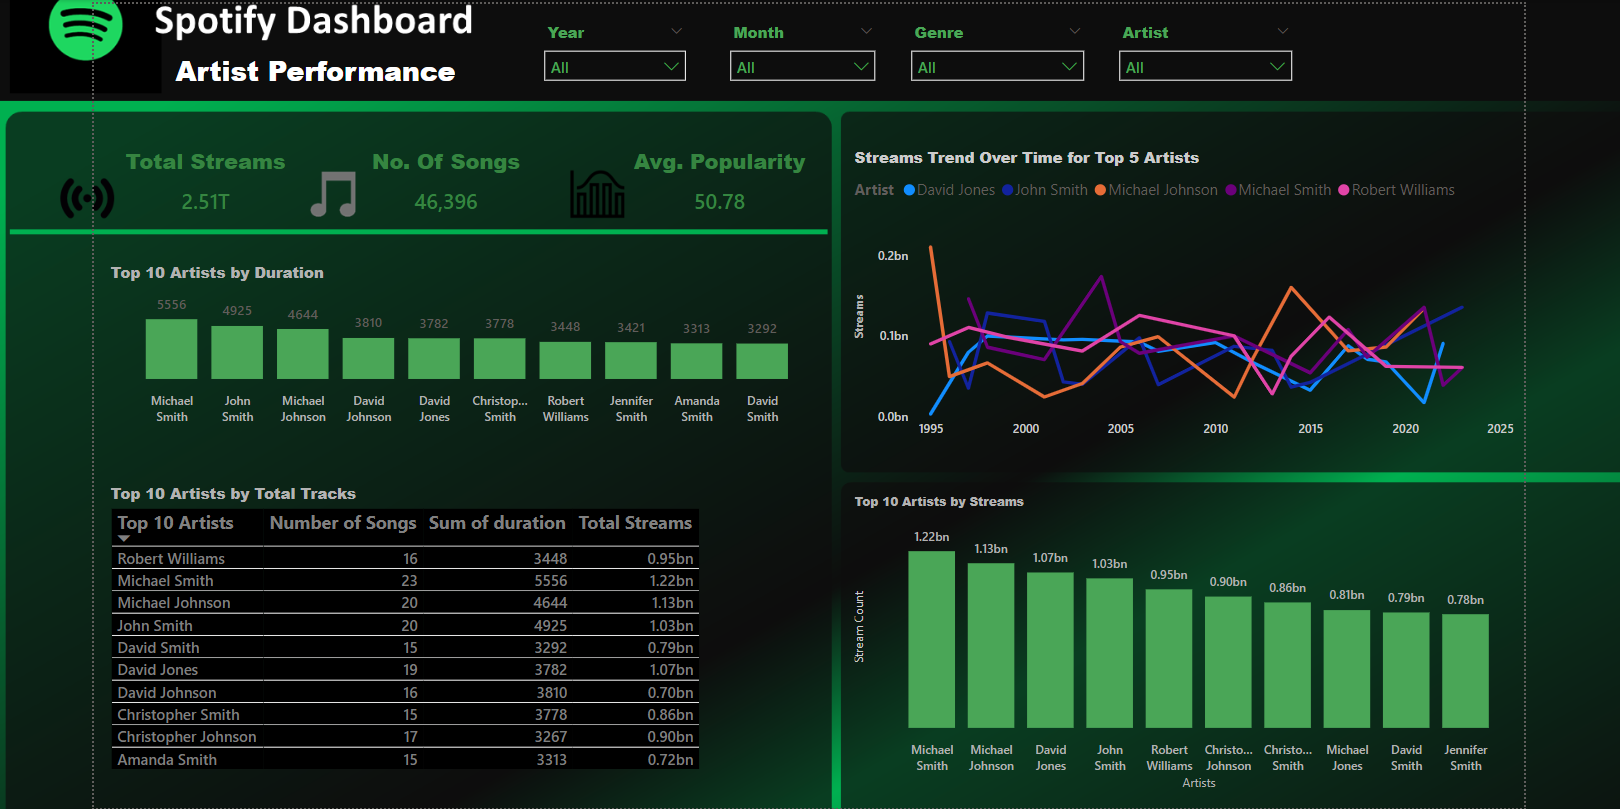 Spotify Dashboard
Artist Performance
Year
All
Month
All
Genre
All
Artist
All
Total Streams
2.51T
No. Of Songs
46,396
Avg. Popularity
50.78
Top 10 Artists by Duration
5556 4925 4644 3810 3782 3778 3448 3421 3313 3292
Michael Smith
John Smith
Michael Johnson
David Johnson
David Jones
Christop... Smith
Robert Williams
Jennifer Smith
Amanda Smith
David Smith
Top 10 Artists by Total Tracks
Top 10 Artists Number of Songs Sum of duration Total Streams
Robert Williams 16 3448 0.95bn
Michael Smith 23 5556 1.22bn
Michael Johnson 20 4644 1.13bn
John Smith 20 4925 1.03bn
David Smith 15 3292 0.79bn
David Jones 19 3782 1.07bn
David Johnson 16 3810 0.70bn
Christopher Smith 15 3778 0.86bn
Christopher Johnson 17 3267 0.90bn
Amanda Smith 15 3313 0.72bn
Streams Trend Over Time for Top 5 Artists
Artist David Jones John Smith Michael Johnson Michael Smith Robert Williams
Streams
0.2bn
0.1bn
0.0bn
1995 2000 2005 2010 2015 2020 2025
Top 10 Artists by Streams
Stream Count
1.22bn 1.13bn 1.07bn 1.03bn 0.95bn 0.90bn 0.86bn 0.81bn 0.79bn 0.78bn
Michael Smith
Michael Johnson
David Jones
John Smith
Robert Williams
Christo... Johnson
Christo... Smith
Michael Jones
David Smith
Jennifer Smith
Artists